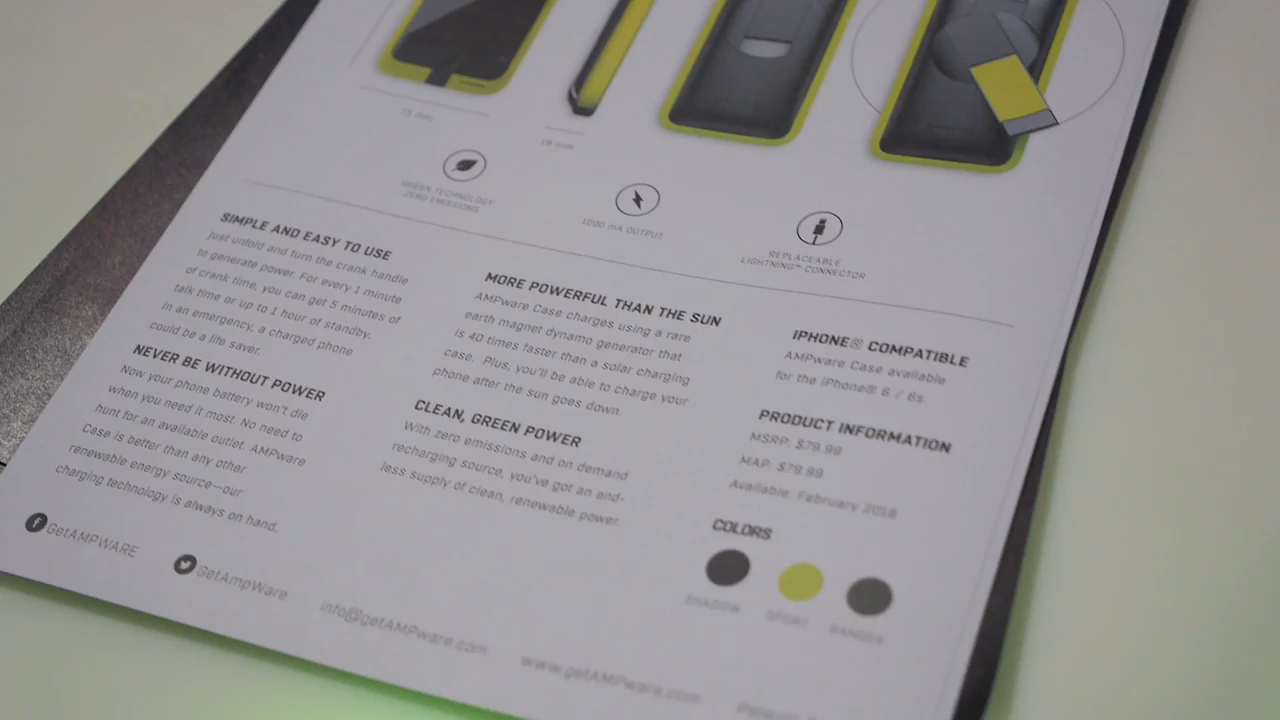 75 mm
18 mm
GREEN TECHNOLOGY
ZERO EMISSIONS
1000 mA OUTPUT
REPLACEABLE
LIGHTNING™ CONNECTOR
SIMPLE AND EASY TO USE
Just unfold and turn the crank handle
to generate power. For every 1 minute
of crank time, you can get 5 minutes of
talk time or up to 1 hour of standby.
In an emergency, a charged phone
could be a life saver.
NEVER BE WITHOUT POWER
Now your phone battery won't die
when you need it most. No need to
hunt for an available outlet. AMPware
Case is better than any other
renewable energy source—our
charging technology is always on hand.
MORE POWERFUL THAN THE SUN
AMPware Case charges using a rare
earth magnet dynamo generator that
is 40 times faster than a solar charging
case. Plus, you'll be able to charge your
phone after the sun goes down.
CLEAN, GREEN POWER
With zero emissions and on demand
recharging source, you've got an end-
less supply of clean, renewable power.
IPHONE® COMPATIBLE
AMPware Case available
for the iPhone® 6 / 6s.
PRODUCT INFORMATION
MSRP: $79.99
MAP: $79.99
Available, February 2016
COLORS
SHADOW
SPORT
RANGER
GetAMPWARE
GetAmpWare
info@getAMPware.com
www.getAMPware.com